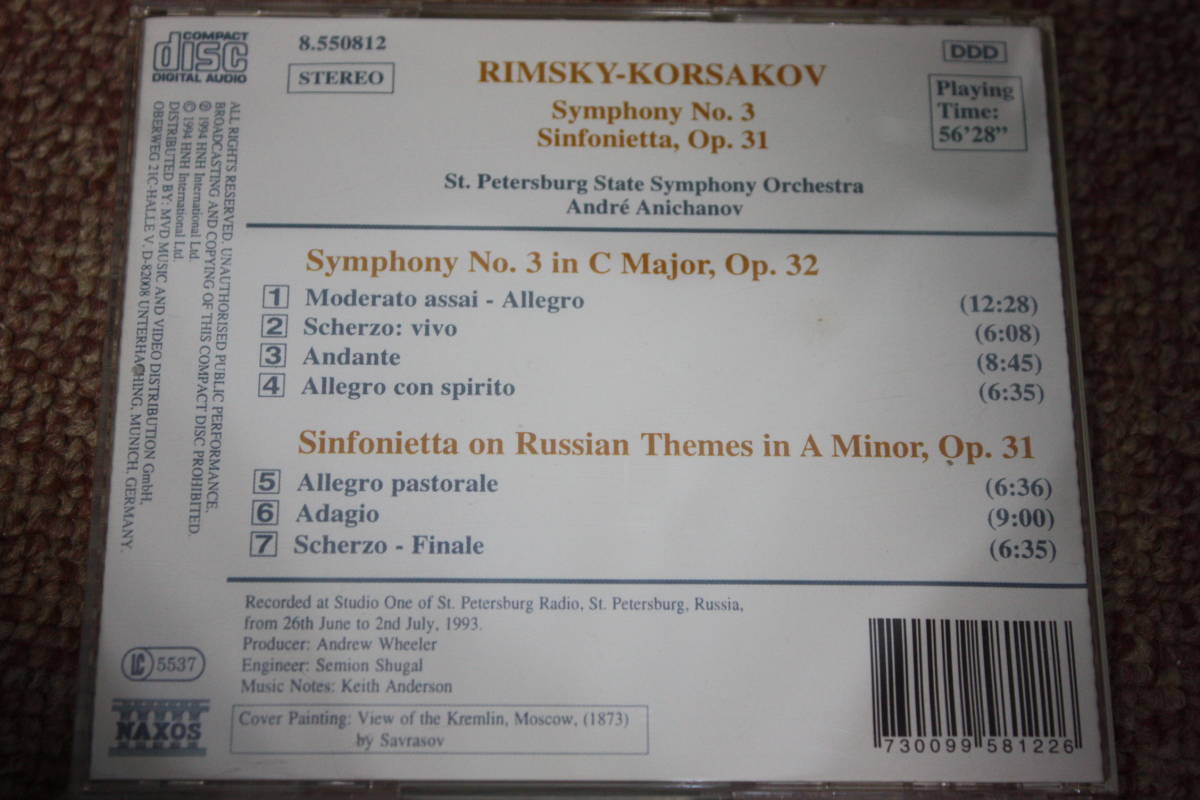 COMPACT
disc
DIGITAL AUDIO
8.550812
STEREO
RIMSKY-KORSAKOV
Symphony No. 3
Sinfonietta, Op. 31
DDD
Playing
Time:
56'28"
St. Petersburg State Symphony Orchestra
André Anichanov
Symphony No. 3 in C Major, Op. 32
1 Moderato assai - Allegro (12:28)
2 Scherzo: vivo (6:08)
3 Andante (8:45)
4 Allegro con spirito (6:35)
Sinfonietta on Russian Themes in A Minor, Op. 31
5 Allegro pastorale (6:36)
6 Adagio (9:00)
7 Scherzo - Finale (6:35)
Recorded at Studio One of St. Petersburg Radio, St. Petersburg, Russia,
from 26th June to 2nd July, 1993.
Producer: Andrew Wheeler
Engineer: Semion Shugal
Music Notes: Keith Anderson
Cover Painting: View of the Kremlin, Moscow, (1873)
by Savrasov
ALL RIGHTS RESERVED. UNAUTHORISED PUBLIC PERFORMANCE,
BROADCASTING AND COPYING OF THIS COMPACT DISC PROHIBITED.
℗ 1994 HNH International Ltd.
© 1994 HNH International Ltd.
DISTRIBUTED BY: MVD MUSIC AND VIDEO DISTRIBUTION GmbH,
OBERWEG 21C-HALLE V, D-82008 UNTERHACHING, MUNICH, GERMANY.
LC 5537
NAXOS
730099 581226